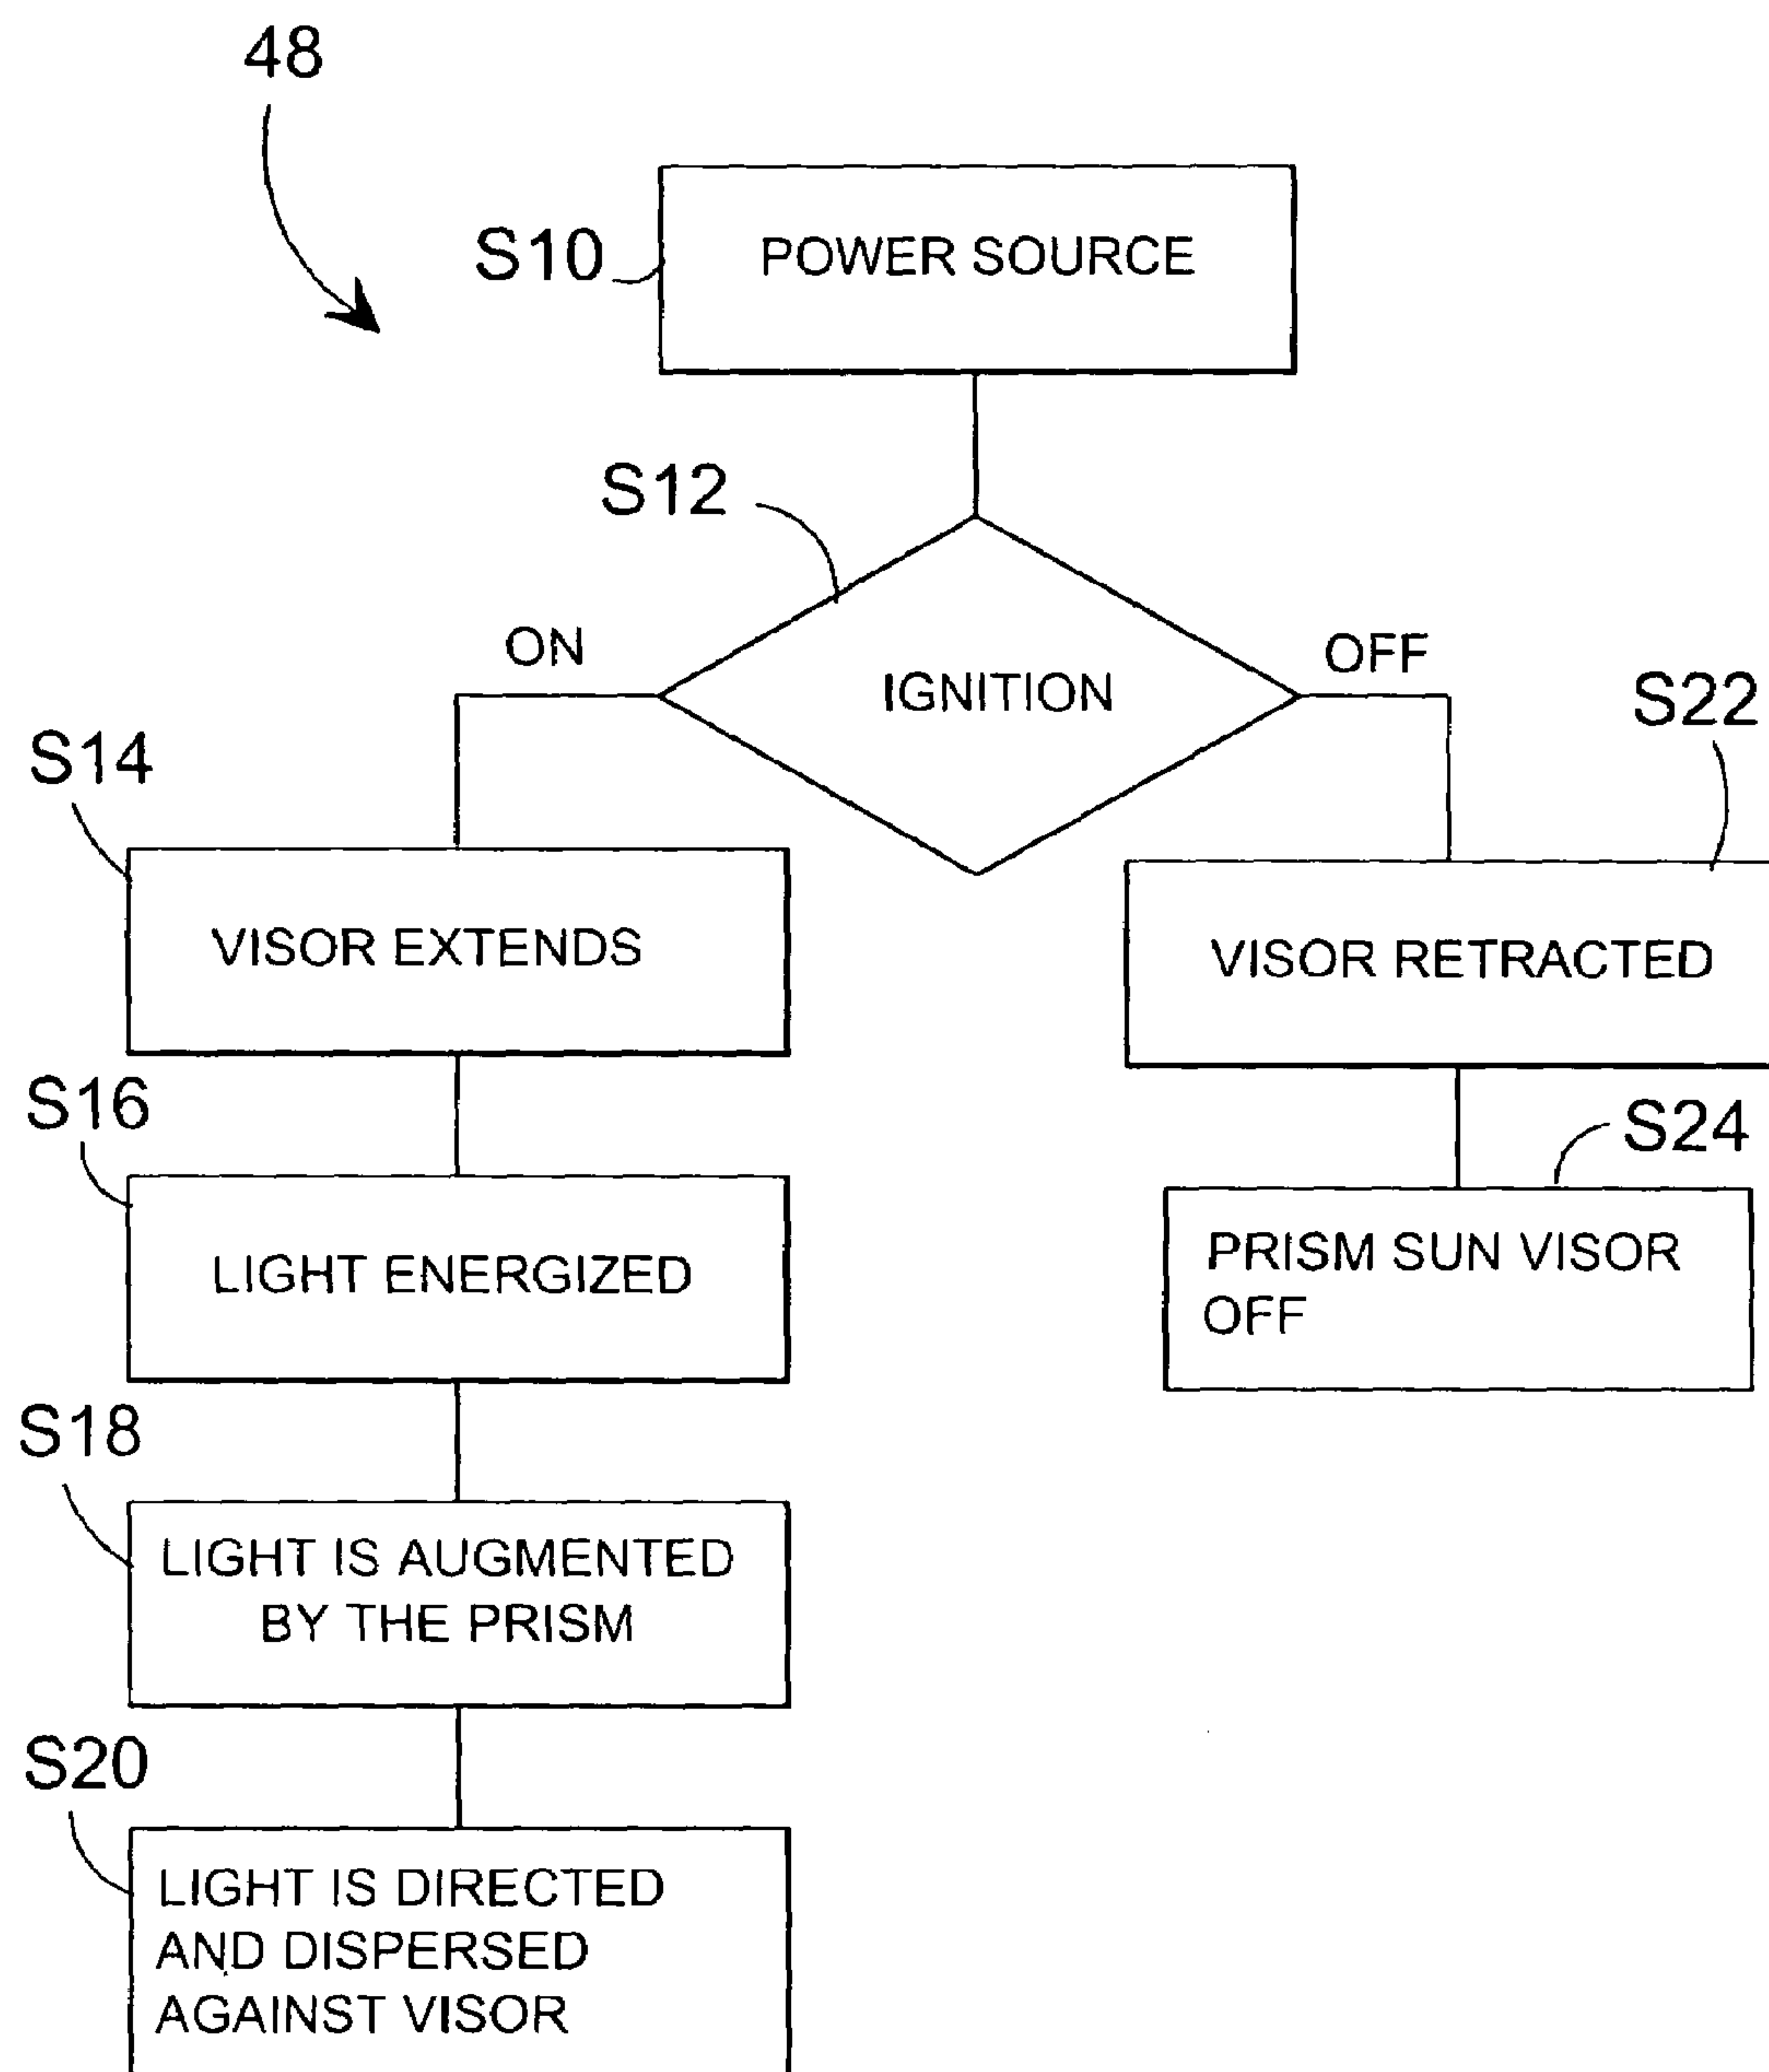 48
S10
POWER SOURCE
S12
ON
IGNITION
OFF
S22
S14
VISOR EXTENDS
VISOR RETRACTED
S16
S24
LIGHT ENERGIZED
PRISM SUN VISOR
OFF
S18
LIGHT IS AUGMENTED
BY THE PRISM
S20
LIGHT IS DIRECTED
AND DISPERSED
AGAINST VISOR